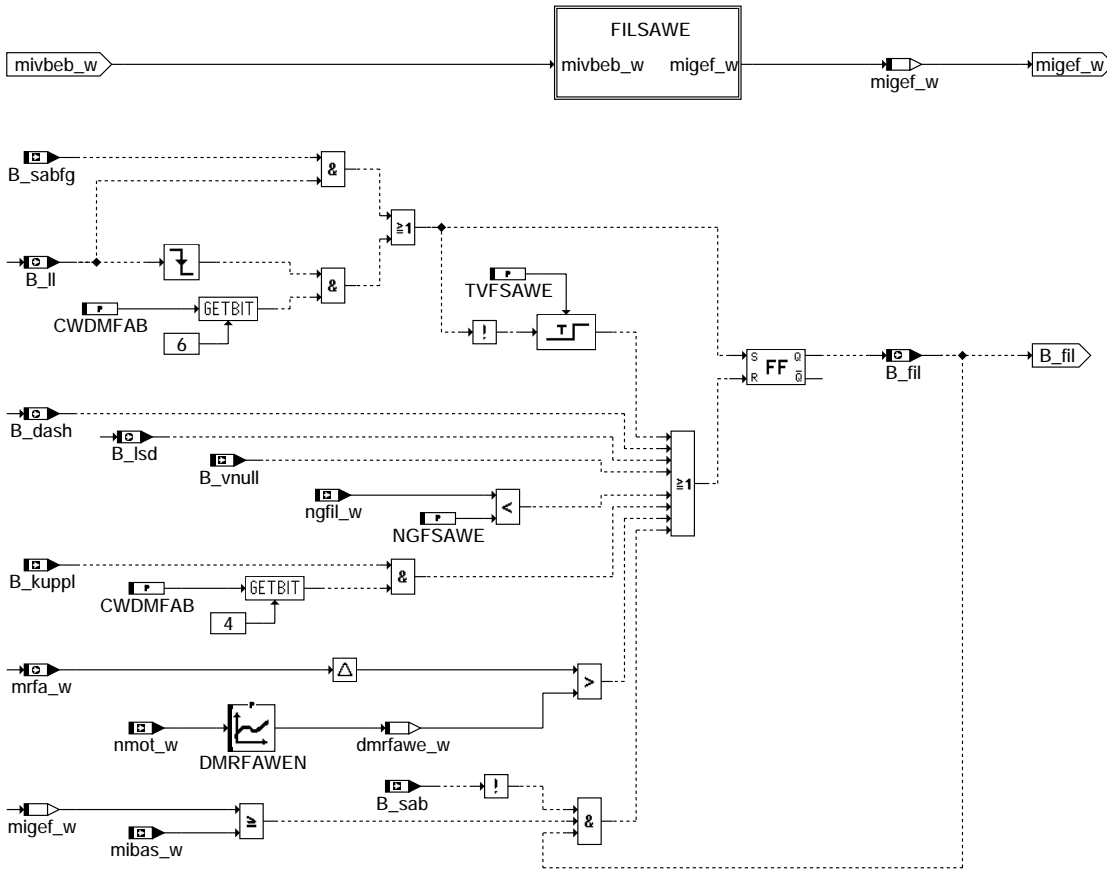 FILSAWE
mivbeb_w
mivbeb_w
migef_w
migef_w
migef_w
B_sabfg
&
≥1
B_ll
&
CWDMFAB
P
GETBIT
6
P
TVFSAWE
!
T
S Q
FF
R Q̅
B_fil
B_fil
B_dash
B_lsd
B_vnull
≥1
ngfil_w
<
P
NGFSAWE
B_kuppl
&
P
CWDMFAB
GETBIT
4
mrfa_w
Δ
>
nmot_w
P
DMRFAWEN
dmrfawe_w
B_sab
!
migef_w
≥
mibas_w
&